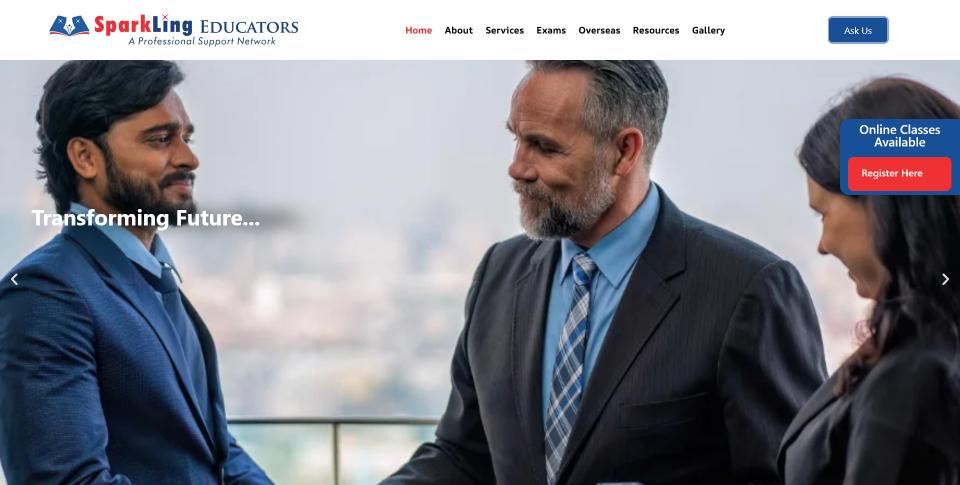 SparkLing EDUCATORS
A Professional Support Network
Home About Services Exams Overseas Resources Gallery
Ask Us
Online Classes
Available
Register Here
Transforming Future...